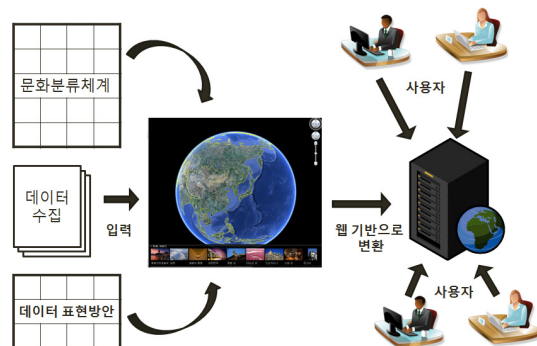 문화분류체계
데이터
수집
입력
데이터 표현방안
웹 기반으로
변환
사용자
사용자